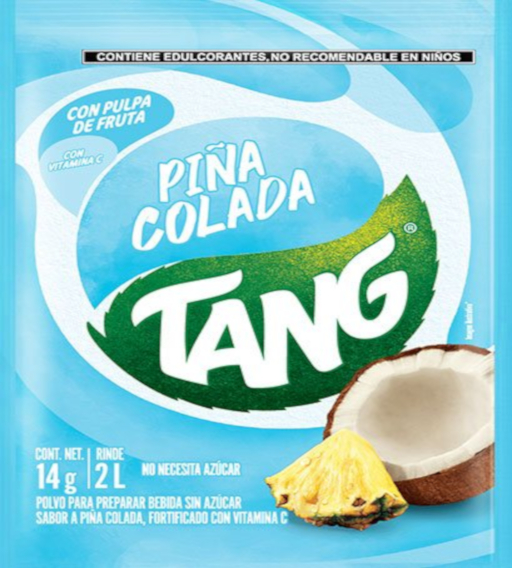 CONTIENE EDULCORANTES, NO RECOMENDABLE EN NIÑOS
CON PULPA
DE FRUTA
CON
VITAMINA C
PIÑA
COLADA
TANG®
CONT. NET.
14 g
RINDE
2 L
NO NECESITA AZÚCAR
POLVO PARA PREPARAR BEBIDA SIN AZÚCAR
SABOR A PIÑA COLADA, FORTIFICADO CON VITAMINA C